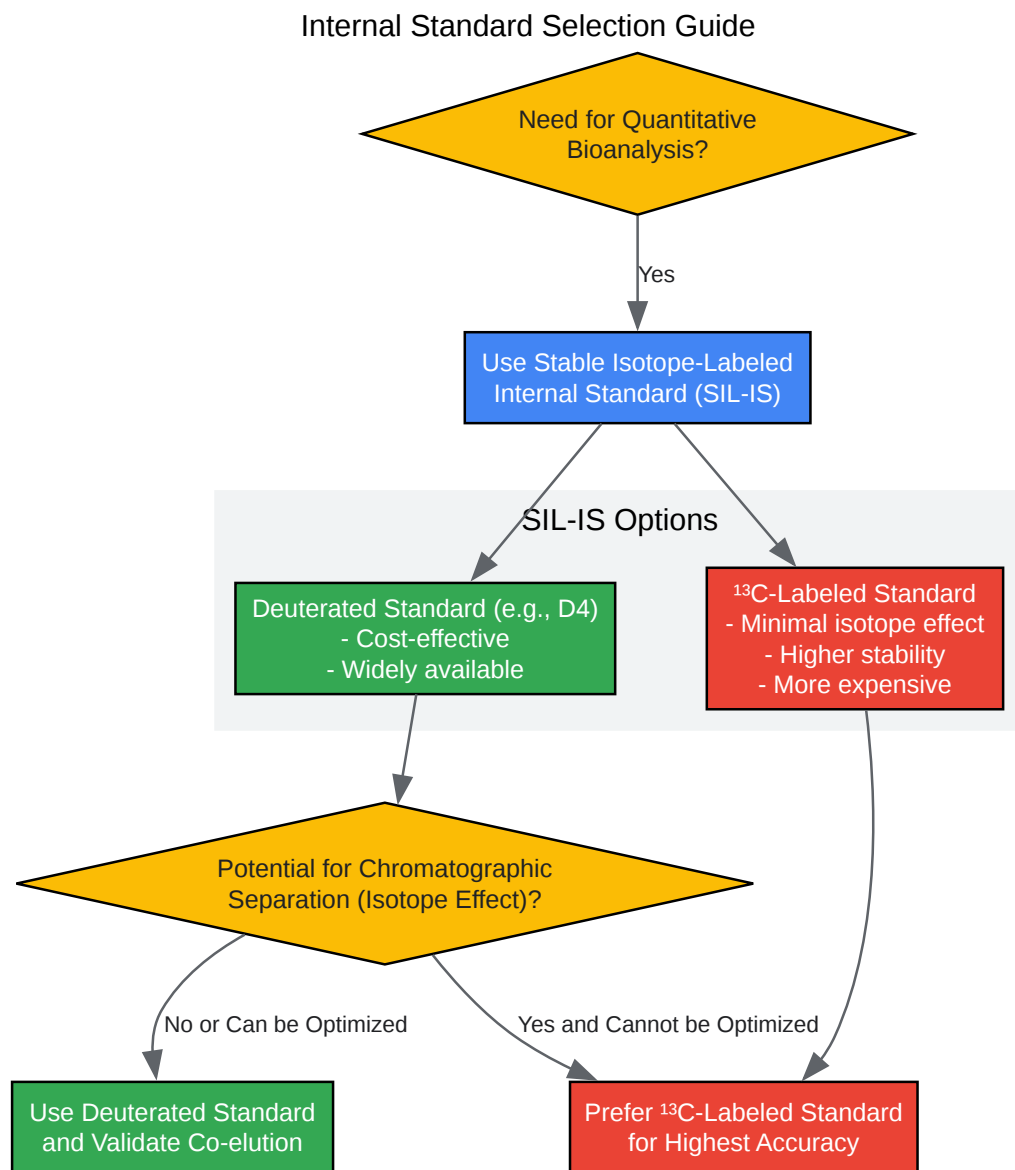 Internal Standard Selection Guide
Need for Quantitative
Bioanalysis?
Yes
Use Stable Isotope-Labeled
Internal Standard (SIL-IS)
SIL-IS Options
Deuterated Standard (e.g., D4)
- Cost-effective
- Widely available
¹³C-Labeled Standard
- Minimal isotope effect
- Higher stability
- More expensive
Potential for Chromatographic
Separation (Isotope Effect)?
No or Can be Optimized
Yes and Cannot be Optimized
Use Deuterated Standard
and Validate Co-elution
Prefer ¹³C-Labeled Standard
for Highest Accuracy